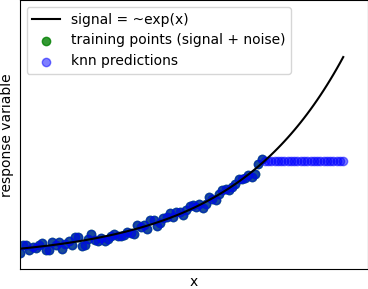 signal = ~exp(x)
training points (signal + noise)
knn predictions
response variable
x